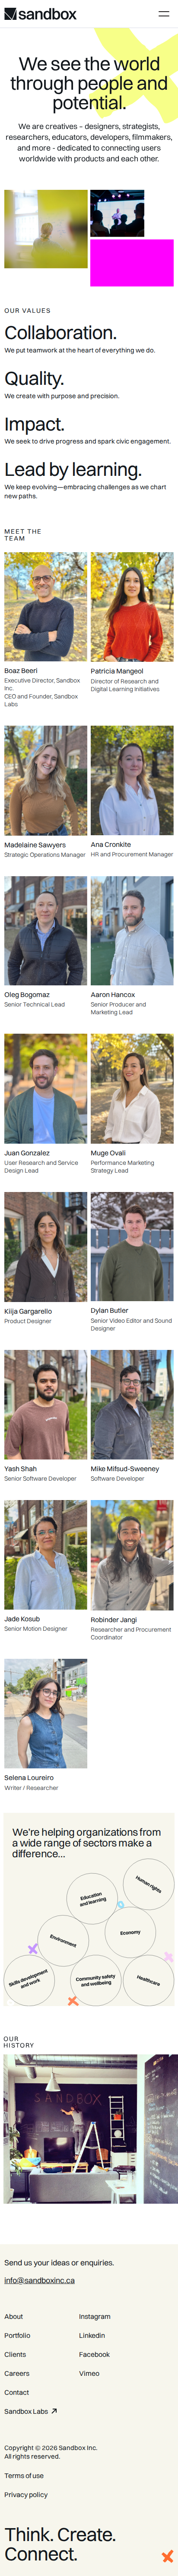 sandbox
We see the world
through people and
potential.
We are creatives – designers, strategists,
researchers, educators, developers, filmmakers,
and more - dedicated to connecting users
worldwide with products and each other.
OUR VALUES
Collaboration.
We put teamwork at the heart of everything we do.
Quality.
We create with purpose and precision.
Impact.
We seek to drive progress and spark civic engagement.
Lead by learning.
We keep evolving—embracing challenges as we chart
new paths.
MEET THE
TEAM
Boaz Beeri
Executive Director, Sandbox
Inc.
CEO and Founder, Sandbox
Labs
Patricia Mangeol
Director of Research and
Digital Learning Initiatives
Madelaine Sawyers
Strategic Operations Manager
Ana Cronkite
HR and Procurement Manager
Oleg Bogomaz
Senior Technical Lead
Aaron Hancox
Senior Producer and
Marketing Lead
Juan Gonzalez
User Research and Service
Design Lead
Muge Ovali
Performance Marketing
Strategy Lead
Kiija Gargarello
Product Designer
Dylan Butler
Senior Video Editor and Sound
Designer
Yash Shah
Senior Software Developer
Mike Mifsud-Sweeney
Software Developer
Jade Kosub
Senior Motion Designer
Robinder Jangi
Researcher and Procurement
Coordinator
Selena Loureiro
Writer / Researcher
We're helping organizations from
a wide range of sectors make a
difference...
Human rights
Education
and learning
Environment
Economy
Skills development
and work
Community safety
and wellbeing
Healthcare
OUR
HISTORY
SANDBOX
Send us your ideas or enquiries.
info@sandboxinc.ca
About
Instagram
Portfolio
Linkedin
Clients
Facebook
Careers
Vimeo
Contact
Sandbox Labs
Copyright © 2026 Sandbox Inc.
All rights reserved.
Terms of use
Privacy policy
Think. Create.
Connect.